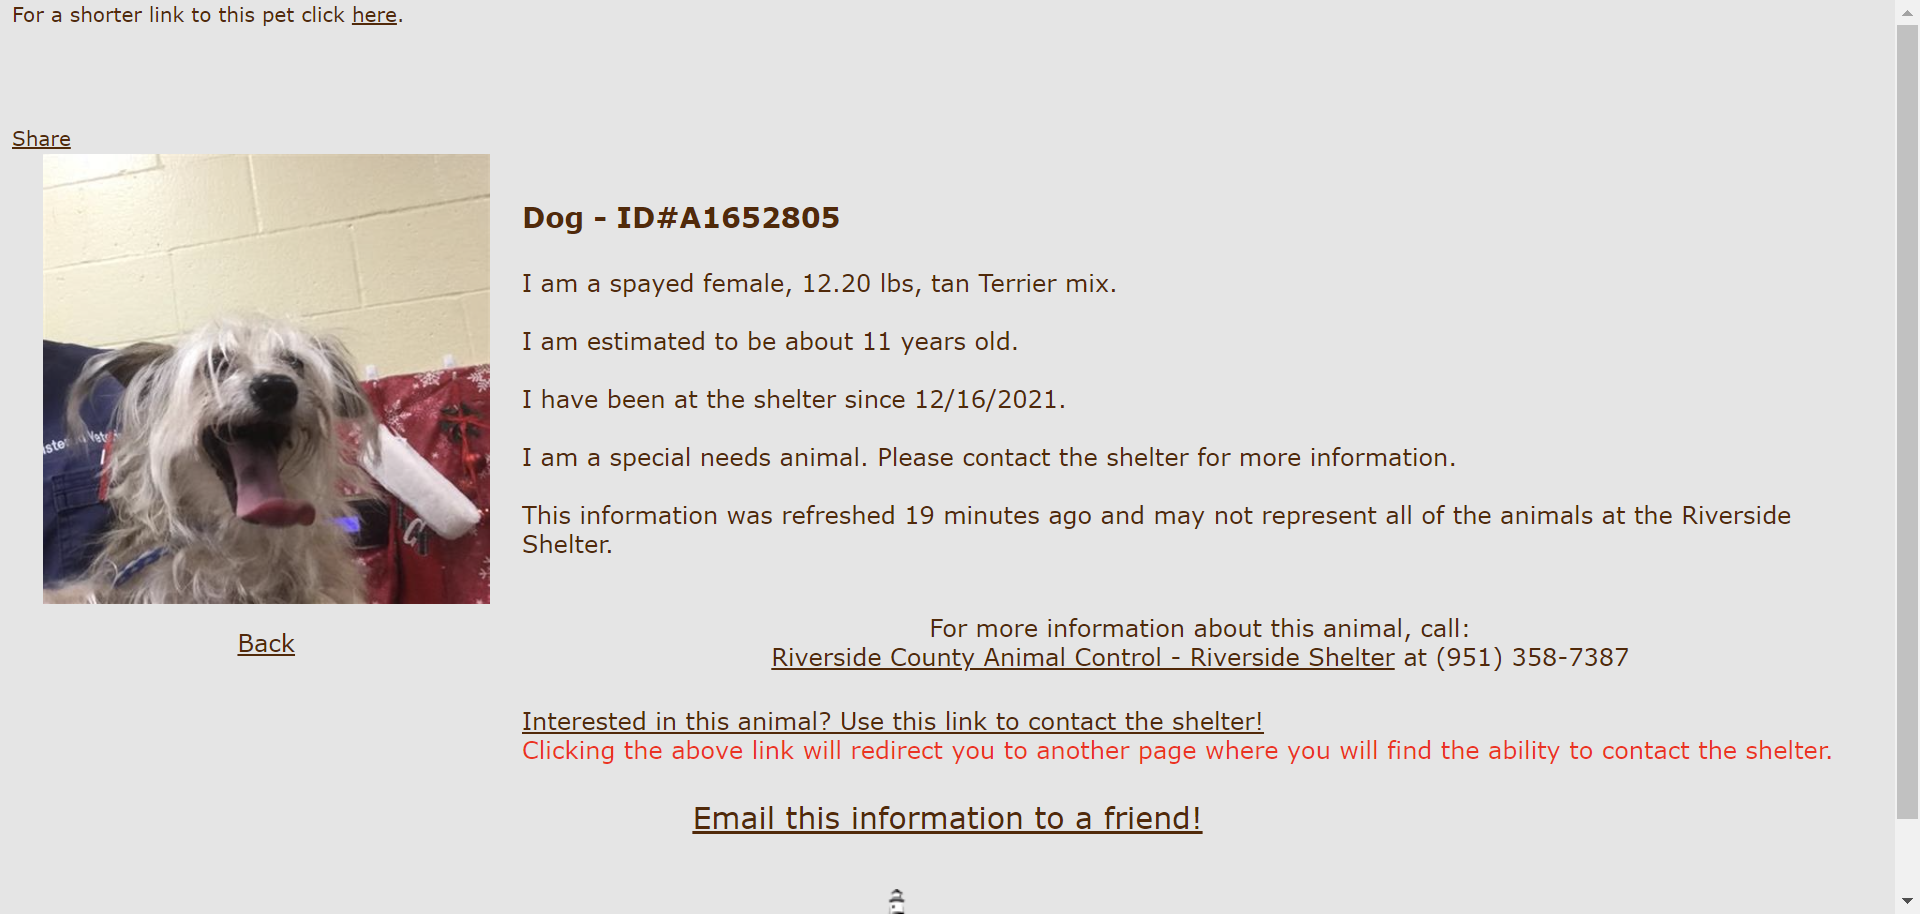 For a shorter link to this pet click here.
Share
Dog - ID#A1652805
I am a spayed female, 12.20 lbs, tan Terrier mix.
I am estimated to be about 11 years old.
I have been at the shelter since 12/16/2021.
I am a special needs animal. Please contact the shelter for more information.
This information was refreshed 19 minutes ago and may not represent all of the animals at the Riverside
Shelter.
Back
For more information about this animal, call:
Riverside County Animal Control - Riverside Shelter at (951) 358-7387
Interested in this animal? Use this link to contact the shelter!
Clicking the above link will redirect you to another page where you will find the ability to contact the shelter.
Email this information to a friend!